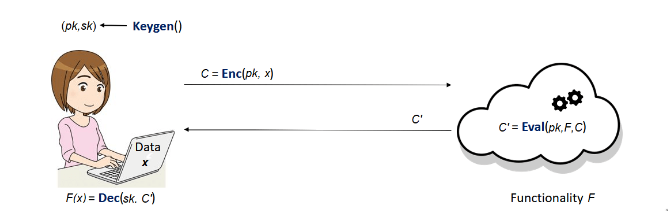 (pk,sk) Keygen()
C = Enc(pk, x)
C'
C' = Eval(pk,F,C)
Data
x
F(x) = Dec(sk, C')
Functionality F